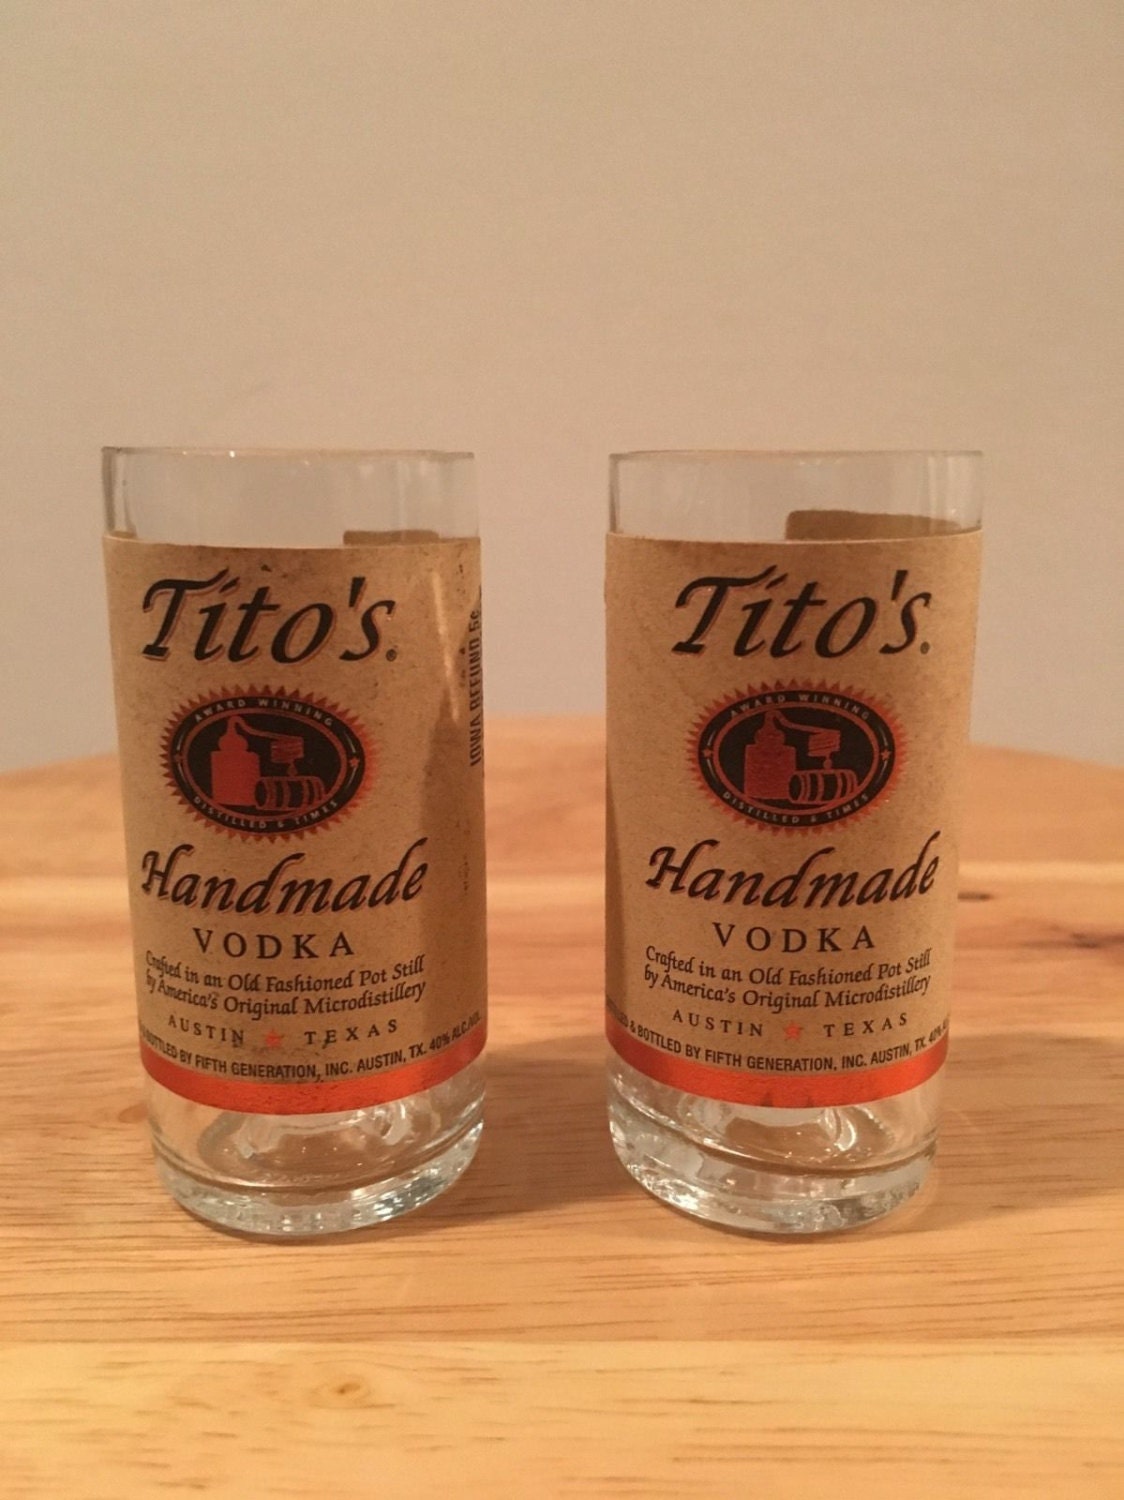 Tito's®
AWARD WINNING
DISTILLED 6 TIMES
Handmade
VODKA
Crafted in an Old Fashioned Pot Still
by America's Original Microdistillery
AUSTIN TEXAS
BOTTLED BY FIFTH GENERATION, INC. AUSTIN, TX. 40% ALC./VOL.
IOWA REFUND 5¢
Tito's®
AWARD WINNING
DISTILLED 6 TIMES
Handmade
VODKA
Crafted in an Old Fashioned Pot Still
by America's Original Microdistillery
AUSTIN TEXAS
& BOTTLED BY FIFTH GENERATION, INC. AUSTIN, TX. 40%